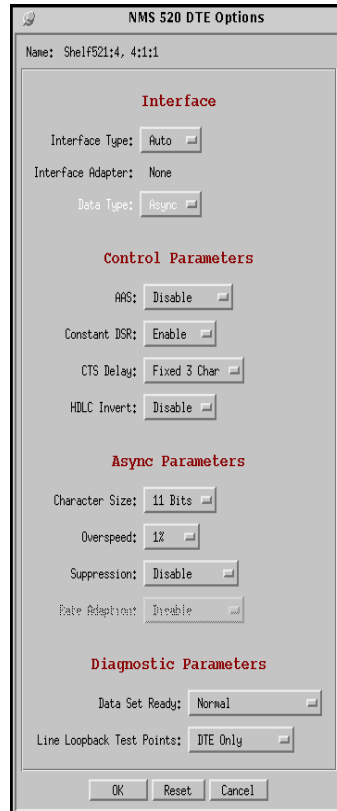 NMS 520 DTE Options
Name: Shelf521:4, 4:1:1
Interface
Interface Type: Auto
Interface Adapter: None
Data Type: Async
Control Parameters
AAS: Disable
Constant DSR: Enable
CTS Delay: Fixed 3 Char
HDLC Invert: Disable
Async Parameters
Character Size: 11 Bits
Overspeed: 1%
Suppression: Disable
Rate Adaption: Disable
Diagnostic Parameters
Data Set Ready: Normal
Line Loopback Test Points: DTE Only
OK Reset Cancel